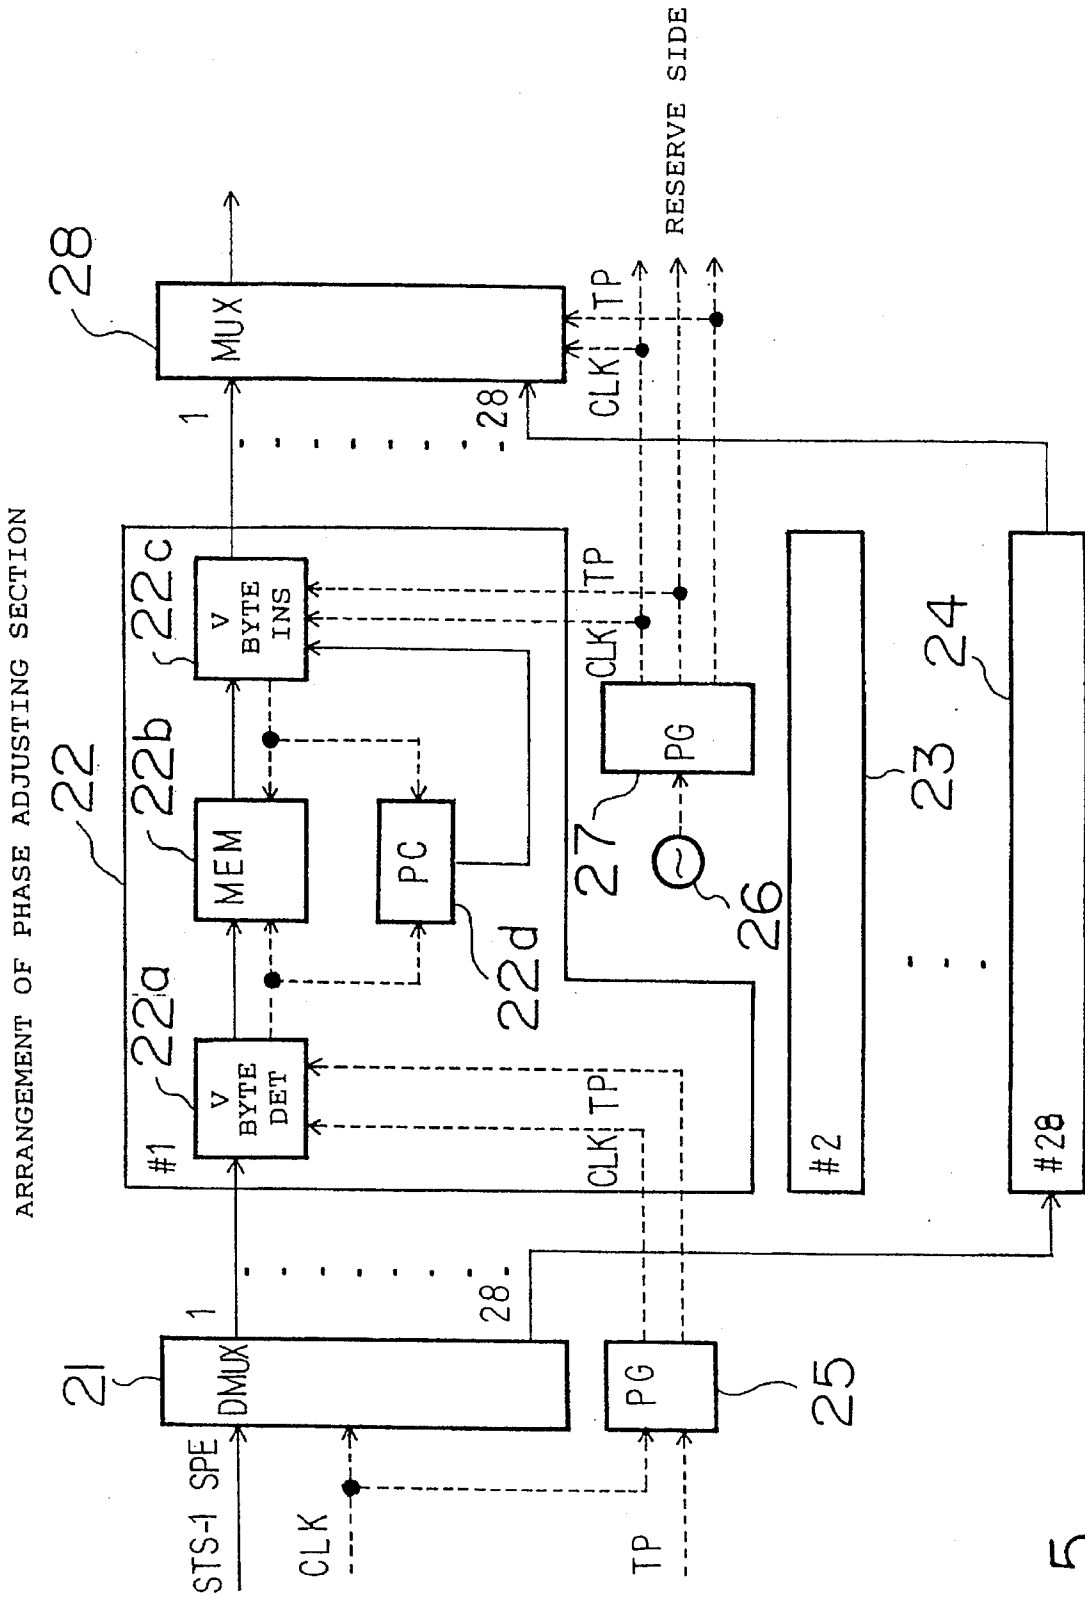 ARRANGEMENT OF PHASE ADJUSTING SECTION
STS-1 SPE
CLK
TP
21
DMUX
1
28
PG
25
22
#1
22a
V
BYTE
DET
CLK TP
22b
MEM
PC
22d
22c
V
BYTE
INS
CLK
TP
PG
27
26
#2
23
#28
24
1
28
28
MUX
CLK
TP
RESERVE SIDE
5